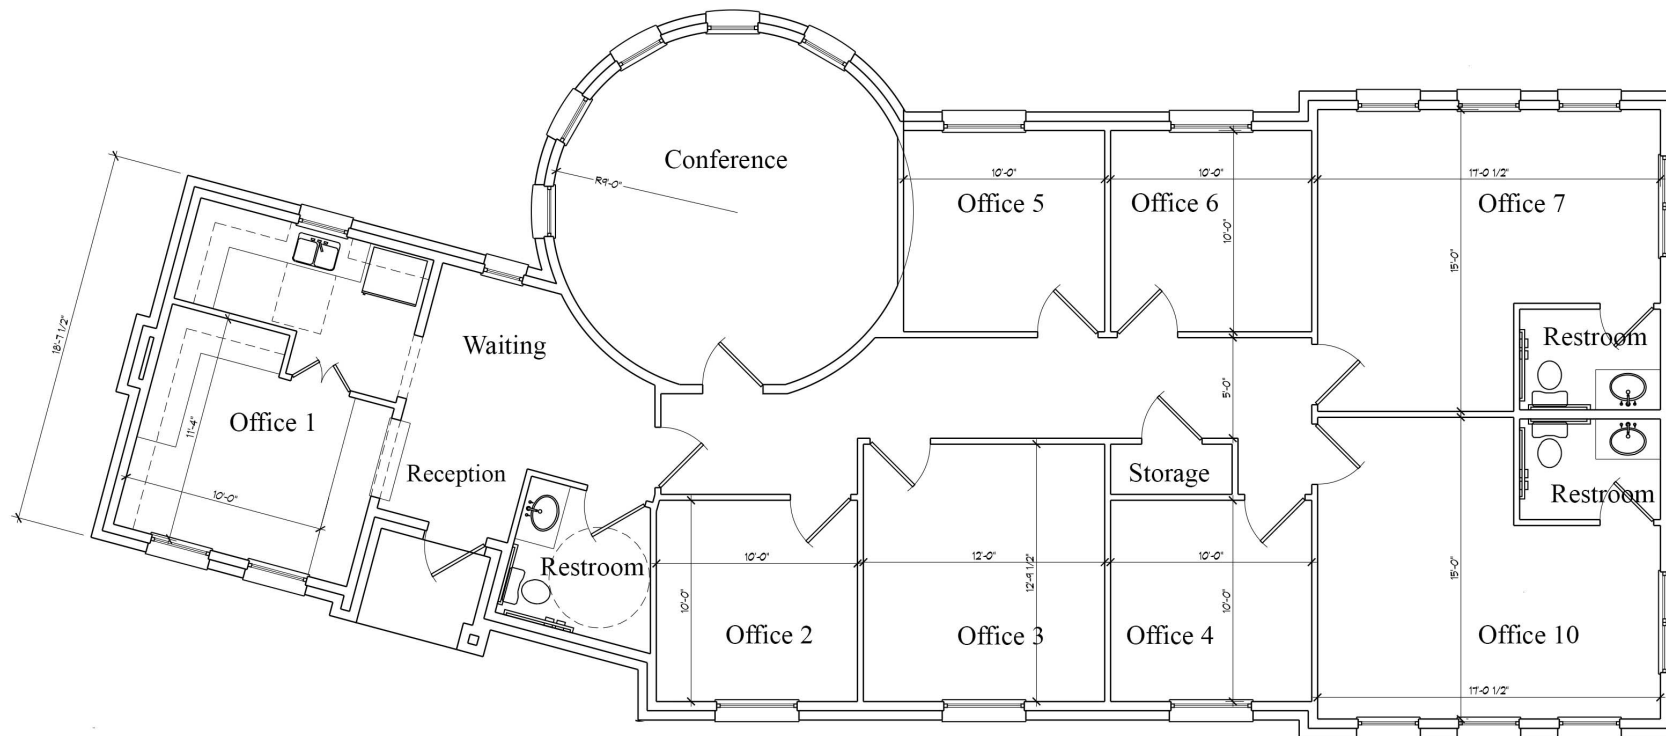 Conference
R9'-0"
10'-0"
10'-0"
17'-0 1/2"
Office 5
Office 6
Office 7
10'-0"
15'-0"
18'-7 1/2"
Waiting
Restroom
5'-0"
Office 1
11'-4"
10'-0"
Reception
Storage
Restroom
Restroom
10'-0"
12'-0"
12'-9 1/2"
10'-0"
10'-0"
10'-0"
15'-0"
Office 2
Office 3
Office 4
Office 10
17'-0 1/2"